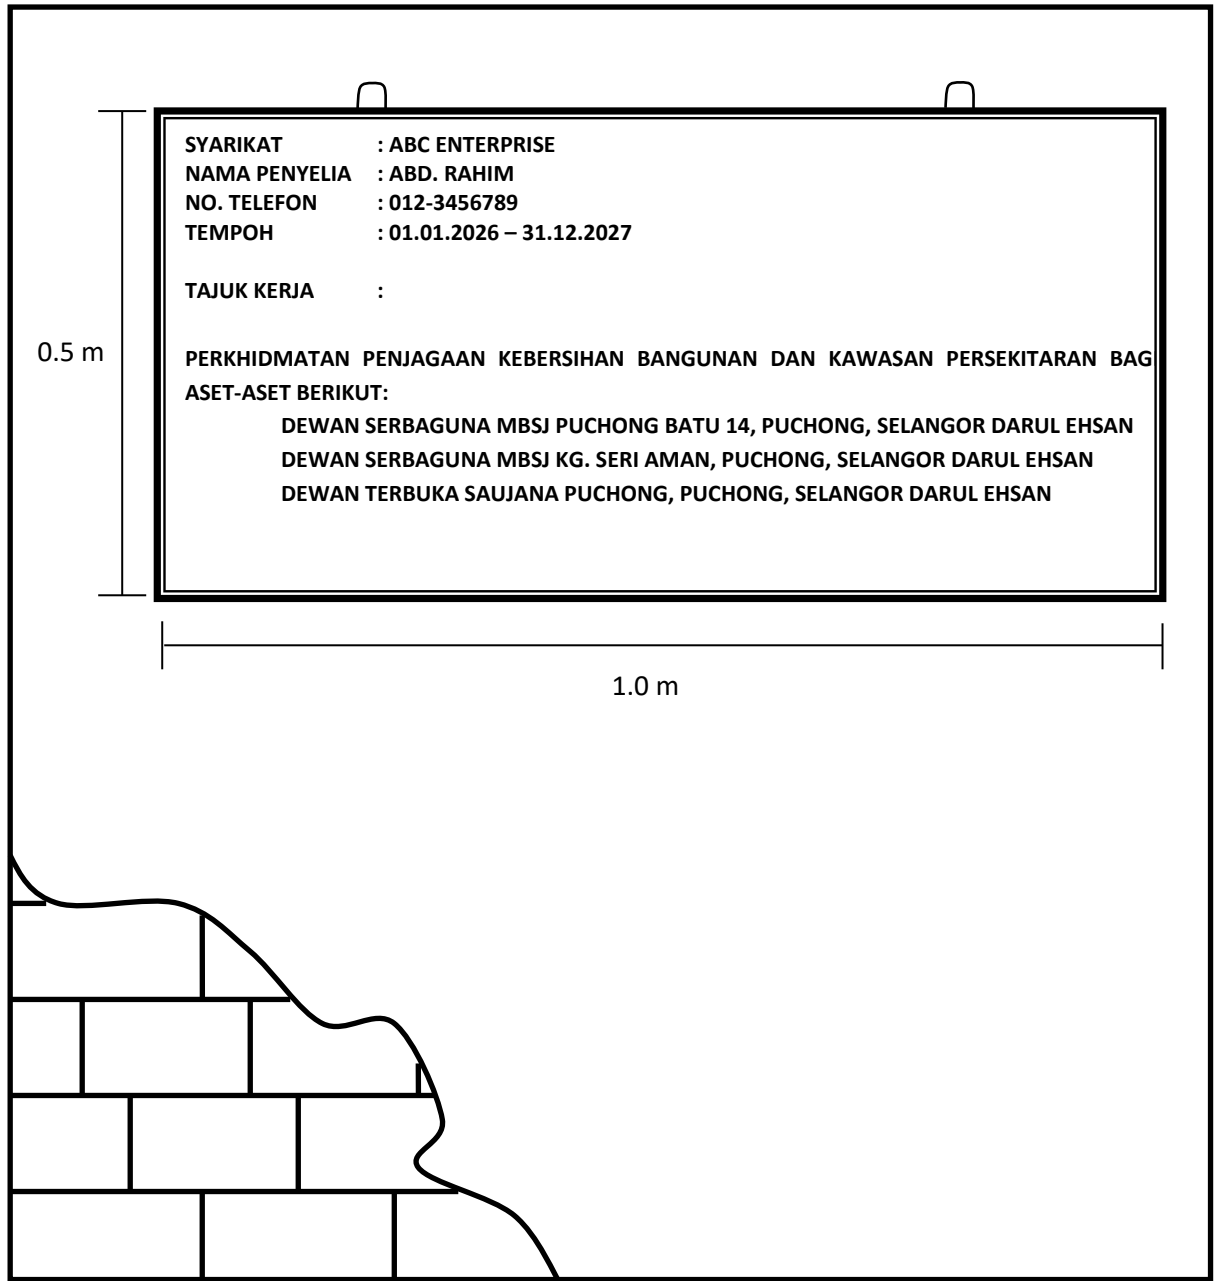 SYARIKAT : ABC ENTERPRISE
NAMA PENYELIA : ABD. RAHIM
NO. TELEFON : 012-3456789
TEMPOH : 01.01.2026 – 31.12.2027
TAJUK KERJA :
0.5 m
PERKHIDMATAN PENJAGAAN KEBERSIHAN BANGUNAN DAN KAWASAN PERSEKITARAN BAG
ASET-ASET BERIKUT:
DEWAN SERBAGUNA MBSJ PUCHONG BATU 14, PUCHONG, SELANGOR DARUL EHSAN
DEWAN SERBAGUNA MBSJ KG. SERI AMAN, PUCHONG, SELANGOR DARUL EHSAN
DEWAN TERBUKA SAUJANA PUCHONG, PUCHONG, SELANGOR DARUL EHSAN
1.0 m